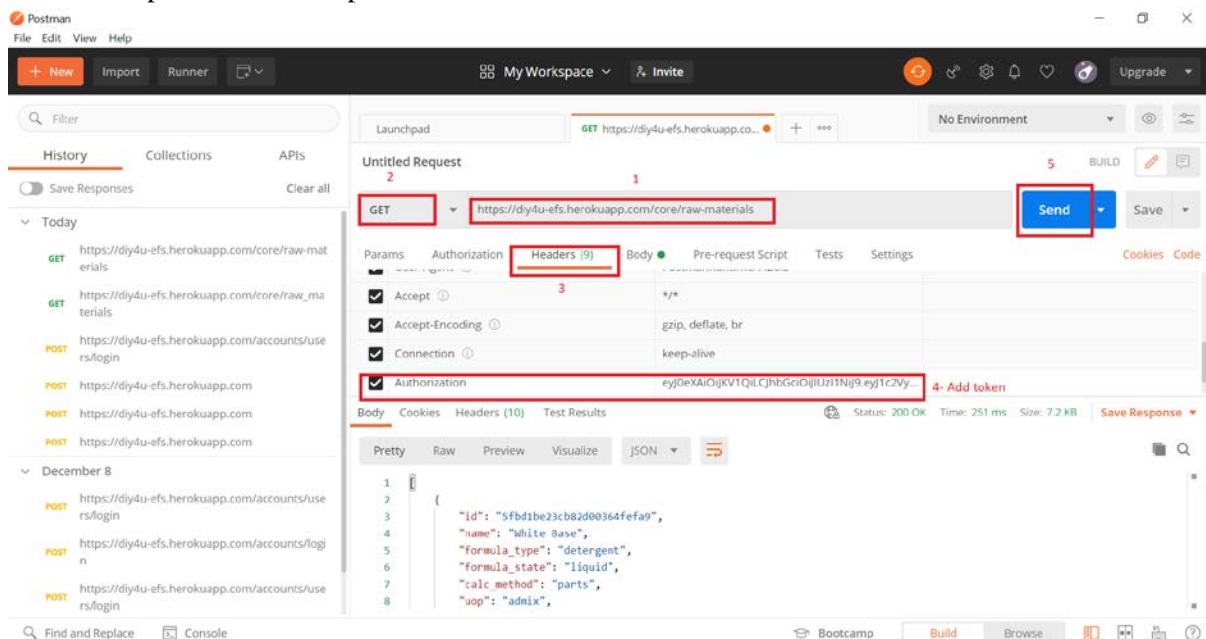 Postman
File Edit View Help
+ New Import Runner My Workspace Invite Upgrade
Filter
History Collections APIs
Save Responses Clear all
Today
GET https://diy4u-efs.herokuapp.com/core/raw-mat
erials
GET https://diy4u-efs.herokuapp.com/core/raw_ma
terials
POST https://diy4u-efs.herokuapp.com/accounts/use
rs/login
POST https://diy4u-efs.herokuapp.com
POST https://diy4u-efs.herokuapp.com
POST https://diy4u-efs.herokuapp.com
December 8
POST https://diy4u-efs.herokuapp.com/accounts/use
rs/login
POST https://diy4u-efs.herokuapp.com/accounts/logi
n
POST https://diy4u-efs.herokuapp.com/accounts/use
rs/login
Launchpad GET https://diy4u-efs.herokuapp.co... + No Environment
Untitled Request 5 BUILD
2 1
GET https://diy4u-efs.herokuapp.com/core/raw-materials Send Save
Params Authorization Headers (9) Body Pre-request Script Tests Settings Cookies Code
3
Accept */*
Accept-Encoding gzip, deflate, br
Connection keep-alive
Authorization 4- Add token
Body Cookies Headers (10) Test Results Status: 200 OK Time: 251 ms Size: 7.2 KB Save Response
Pretty Raw Preview Visualize JSON
1 [
2 {
3 "id": "5fbd1be23cb82d00364fefa9",
4 "name": "White Base",
5 "formula_type": "detergent",
6 "formula_state": "liquid",
7 "calc_method": "parts",
8 "uop": "admix",
Find and Replace Console Bootcamp Build Browse